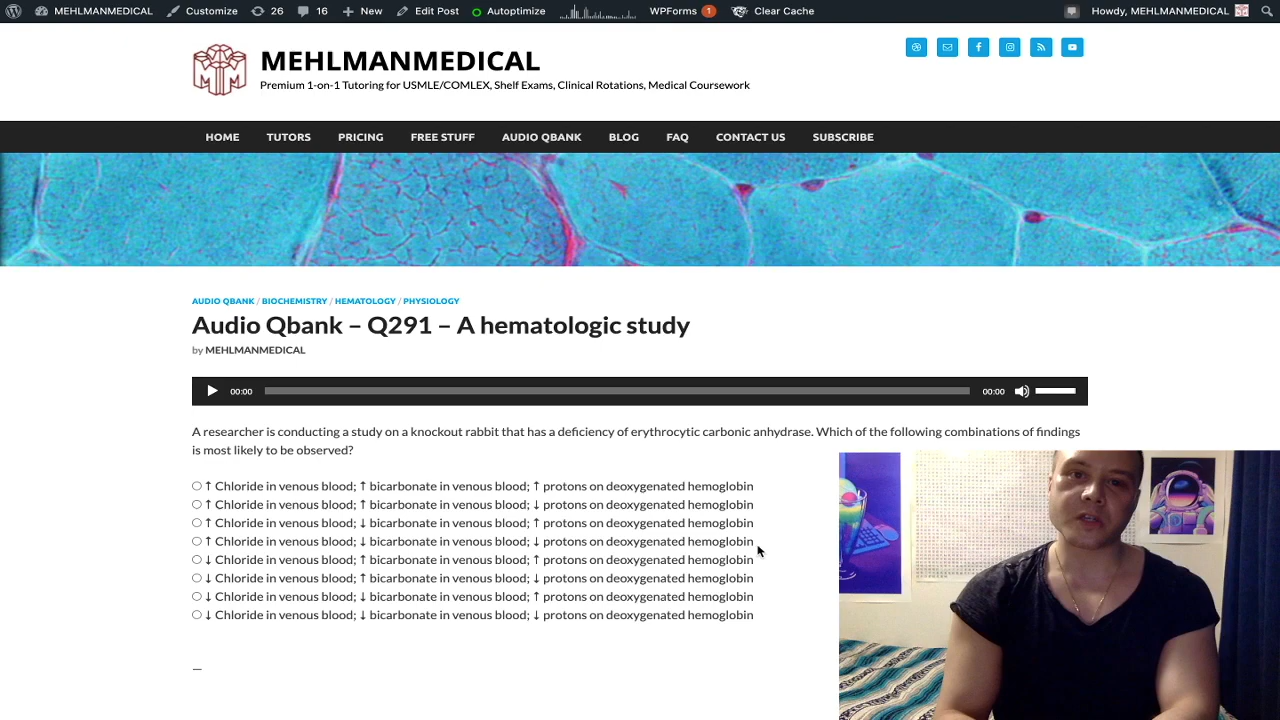 MEHLMANMEDICAL Customize 26 16 New Edit Post Autoptimize WPForms 1 Clear Cache Howdy, MEHLMANMEDICAL
MEHLMANMEDICAL
Premium 1-on-1 Tutoring for USMLE/COMLEX, Shelf Exams, Clinical Rotations, Medical Coursework
HOME TUTORS PRICING FREE STUFF AUDIO QBANK BLOG FAQ CONTACT US SUBSCRIBE
AUDIO QBANK / BIOCHEMISTRY / HEMATOLOGY / PHYSIOLOGY
Audio Qbank – Q291 – A hematologic study
by MEHLMANMEDICAL
00:00 00:00
A researcher is conducting a study on a knockout rabbit that has a deficiency of erythrocytic carbonic anhydrase. Which of the following combinations of findings
is most likely to be observed?
↑ Chloride in venous blood; ↑ bicarbonate in venous blood; ↑ protons on deoxygenated hemoglobin
↑ Chloride in venous blood; ↑ bicarbonate in venous blood; ↓ protons on deoxygenated hemoglobin
↑ Chloride in venous blood; ↓ bicarbonate in venous blood; ↑ protons on deoxygenated hemoglobin
↑ Chloride in venous blood; ↓ bicarbonate in venous blood; ↓ protons on deoxygenated hemoglobin
↓ Chloride in venous blood; ↑ bicarbonate in venous blood; ↑ protons on deoxygenated hemoglobin
↓ Chloride in venous blood; ↑ bicarbonate in venous blood; ↓ protons on deoxygenated hemoglobin
↓ Chloride in venous blood; ↓ bicarbonate in venous blood; ↑ protons on deoxygenated hemoglobin
↓ Chloride in venous blood; ↓ bicarbonate in venous blood; ↓ protons on deoxygenated hemoglobin
—